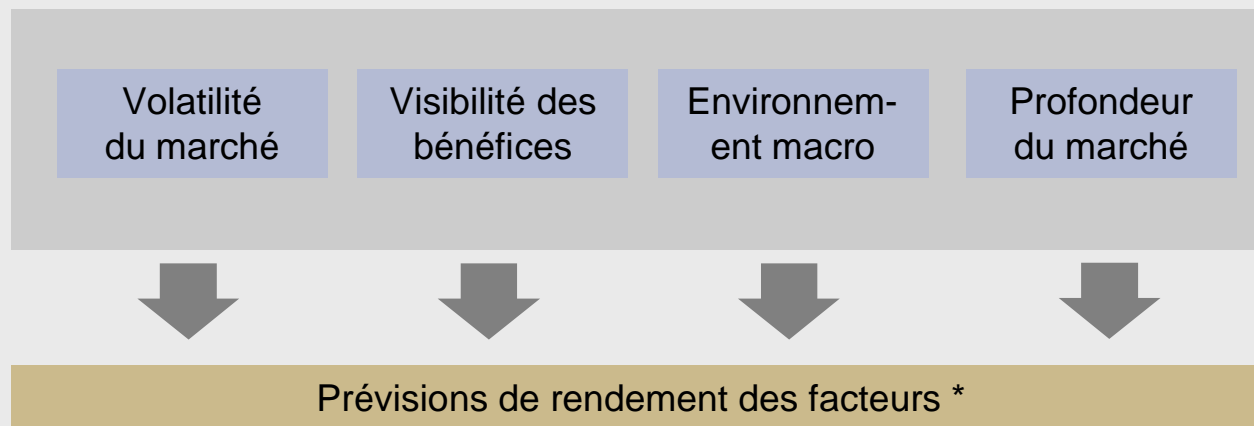 Volatilité
du marché
Visibilité des
bénéfices
Environnem-
ent macro
Profondeur
du marché
Prévisions de rendement des facteurs *